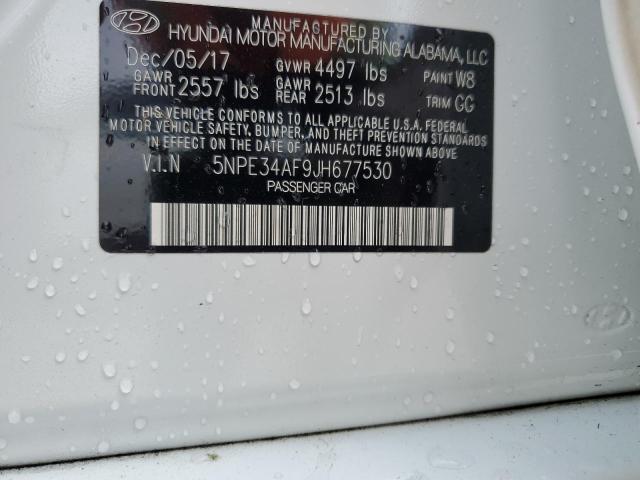 MANUFACTURED BY
HYUNDAI MOTOR MANUFACTURING ALABAMA, LLC
Dec/05/17 GVWR 4497 lbs PAINT W8
GAWR FRONT 2557 lbs GAWR REAR 2513 lbs TRIM GG
THIS VEHICLE CONFORMS TO ALL APPLICABLE U.S.A. FEDERAL
MOTOR VEHICLE SAFETY, BUMPER, AND THEFT PREVENTION STANDARDS
IN EFFECT ON THE DATE OF MANUFACTURE SHOWN ABOVE.
V.I.N 5NPE34AF9JH677530
PASSENGER CAR